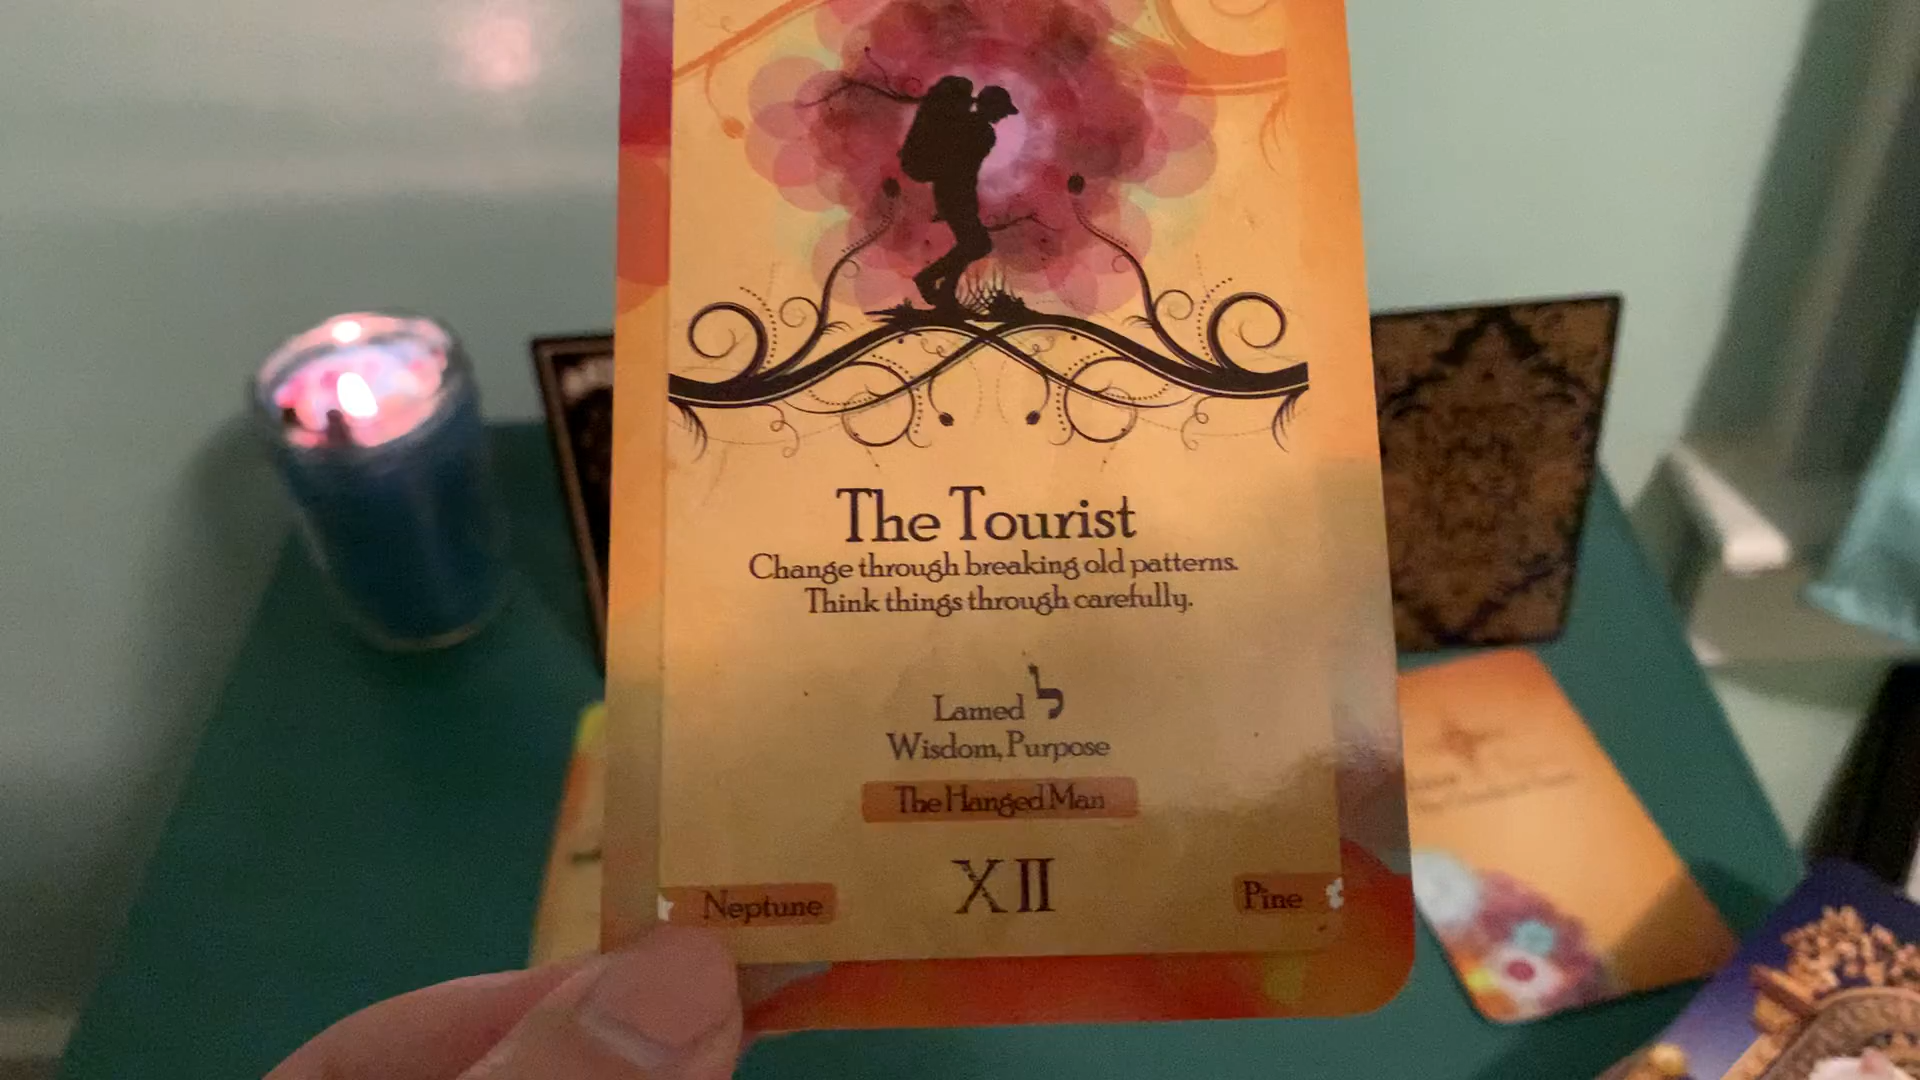 The Tourist
Change through breaking old patterns.
Think things through carefully.
Lamed ל
Wisdom, Purpose
The Hanged Man
XII
Neptune
Pine